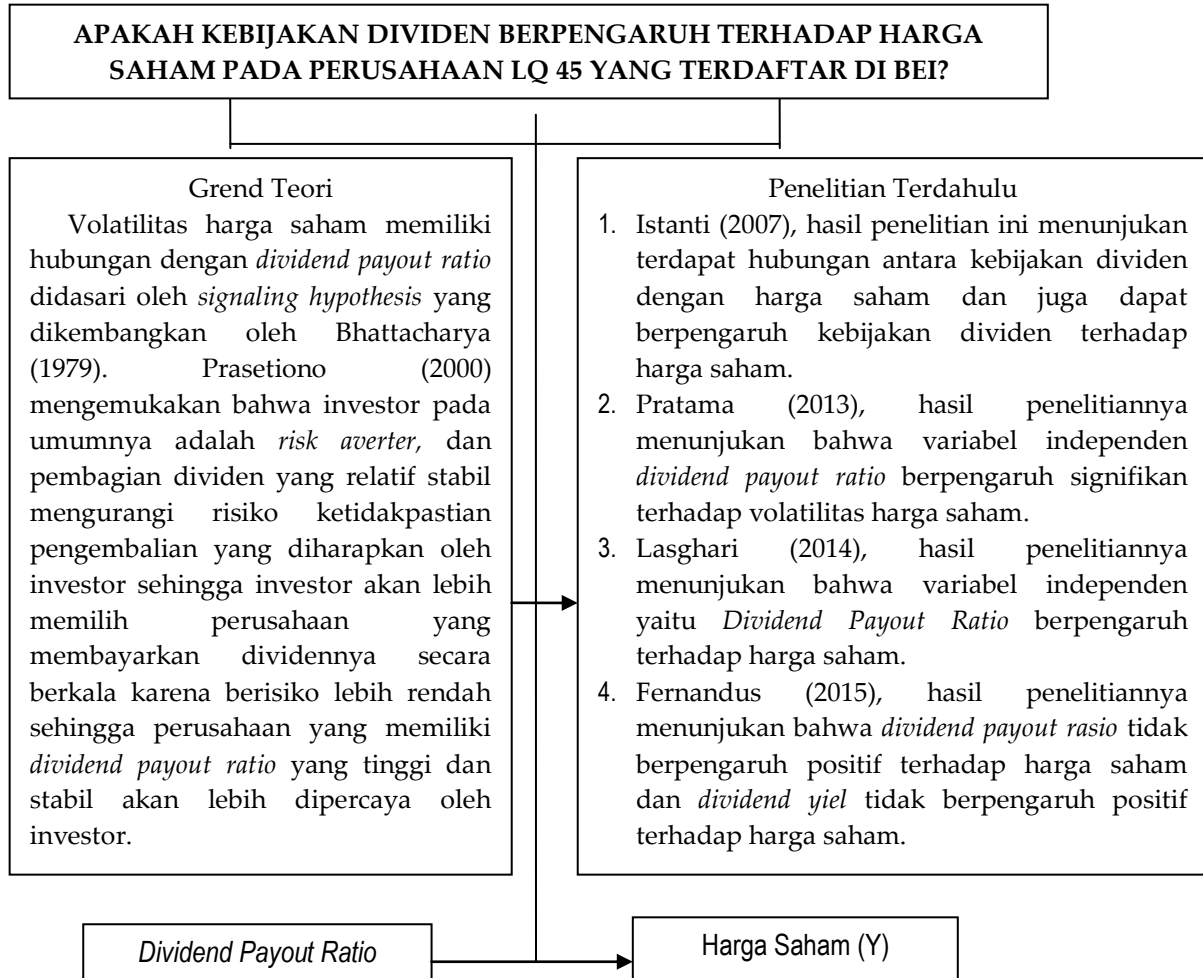 APAKAH KEBIJAKAN DIVIDEN BERPENGARUH TERHADAP HARGA
SAHAM PADA PERUSAHAAN LQ 45 YANG TERDAFTAR DI BEI?
Grend Teori
Volatilitas harga saham memiliki
hubungan dengan dividend payout ratio
didasari oleh signaling hypothesis yang
dikembangkan oleh Bhattacharya
(1979). Prasetiono (2000)
mengemukakan bahwa investor pada
umumnya adalah risk averter, dan
pembagian dividen yang relatif stabil
mengurangi risiko ketidakpastian
pengembalian yang diharapkan oleh
investor sehingga investor akan lebih
memilih perusahaan yang
membayarkan dividennya secara
berkala karena berisiko lebih rendah
sehingga perusahaan yang memiliki
dividend payout ratio yang tinggi dan
stabil akan lebih dipercaya oleh
investor.
Penelitian Terdahulu
1. Istanti (2007), hasil penelitian ini menunjukan
terdapat hubungan antara kebijakan dividen
dengan harga saham dan juga dapat
berpengaruh kebijakan dividen terhadap
harga saham.
2. Pratama (2013), hasil penelitiannya
menunjukan bahwa variabel independen
dividend payout ratio berpengaruh signifikan
terhadap volatilitas harga saham.
3. Lasghari (2014), hasil penelitiannya
menunjukan bahwa variabel independen
yaitu Dividend Payout Ratio berpengaruh
terhadap harga saham.
4. Fernandus (2015), hasil penelitiannya
menunjukan bahwa dividend payout rasio tidak
berpengaruh positif terhadap harga saham
dan dividend yiel tidak berpengaruh positif
terhadap harga saham.
Dividend Payout Ratio
Harga Saham (Y)